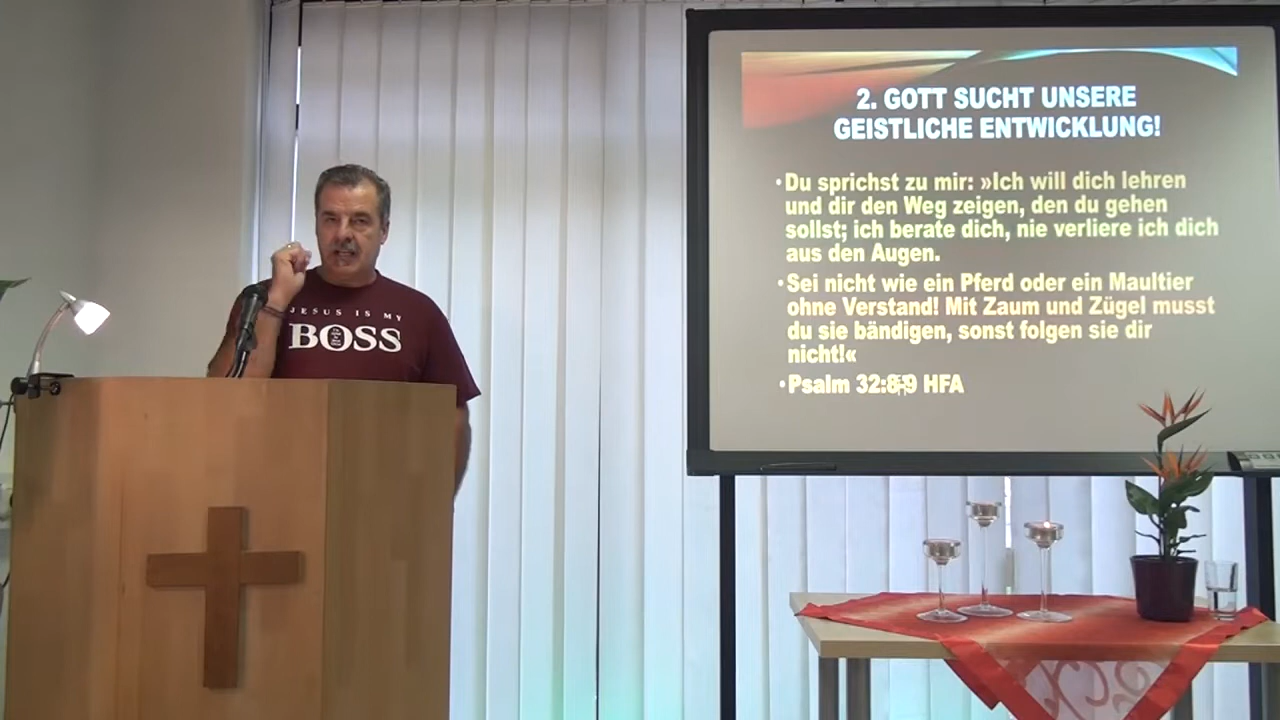 JESUS IS MY
BOSS
2. GOTT SUCHT UNSERE
GEISTLICHE ENTWICKLUNG!
•Du sprichst zu mir: »Ich will dich lehren
und dir den Weg zeigen, den du gehen
sollst; ich berate dich, nie verliere ich dich
aus den Augen.
•Sei nicht wie ein Pferd oder ein Maultier
ohne Verstand! Mit Zaum und Zügel musst
du sie bändigen, sonst folgen sie dir
nicht!«
•Psalm 32:8-9 HFA